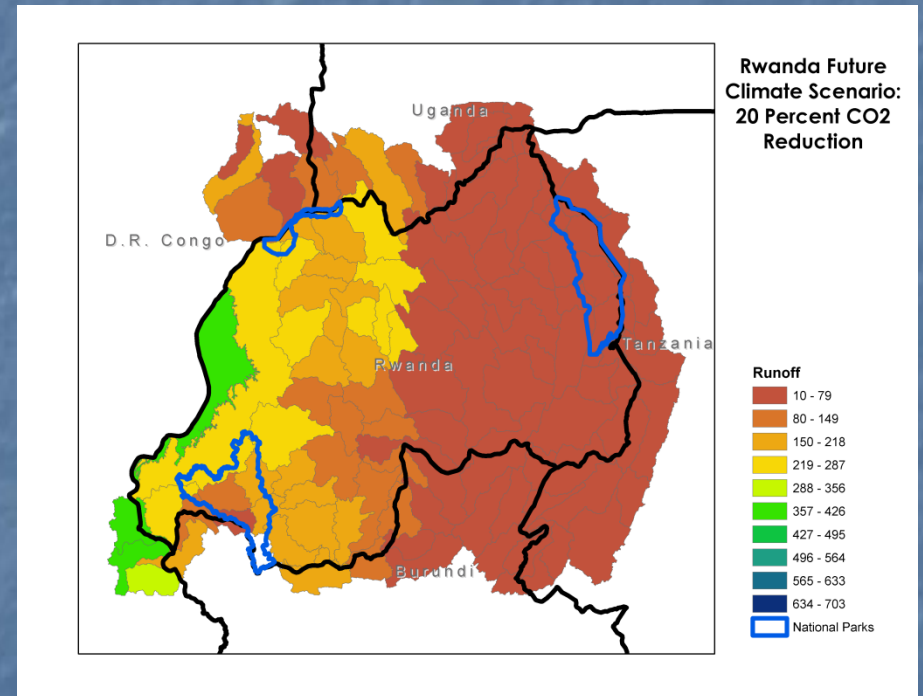 Rwanda Future
Climate Scenario:
20 Percent CO2
Reduction
Uganda
D.R. Congo
Tanzania
Rwanda
Burundi
Runoff
10 - 79
80 - 149
150 - 218
219 - 287
288 - 356
357 - 426
427 - 495
496 - 564
565 - 633
634 - 703
National Parks